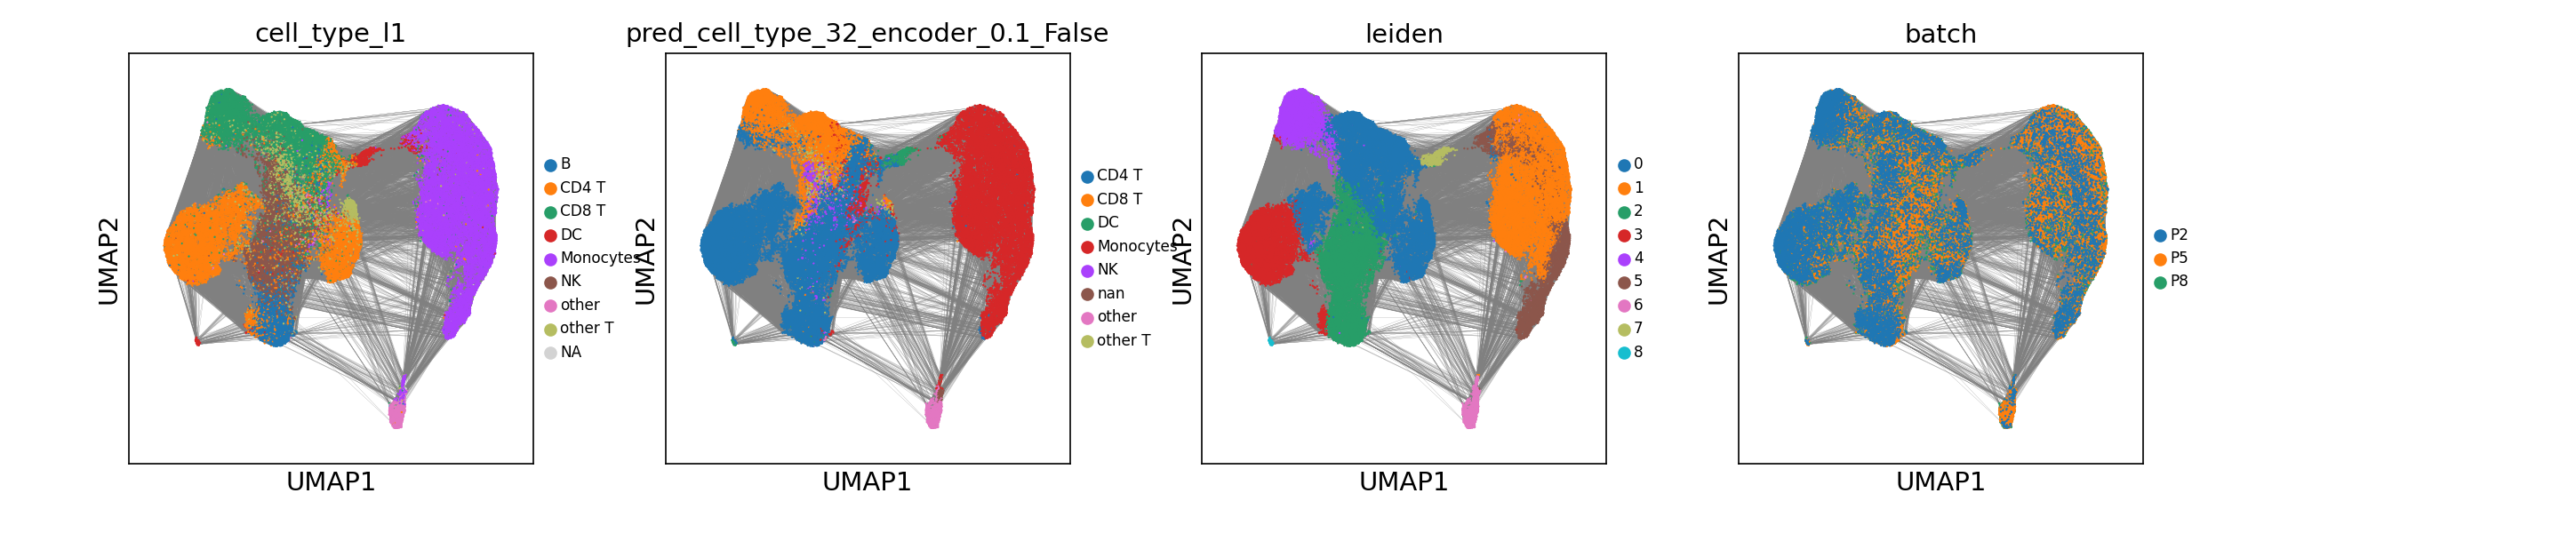 cell_type_l1
UMAP2
UMAP1
B
CD4 T
CD8 T
DC
Monocytes
NK
other
other T
NA
pred_cell_type_32_encoder_0.1_False
UMAP2
UMAP1
CD4 T
CD8 T
DC
Monocytes
NK
nan
other
other T
leiden
UMAP2
UMAP1
0
1
2
3
4
5
6
7
8
batch
UMAP2
UMAP1
P2
P5
P8